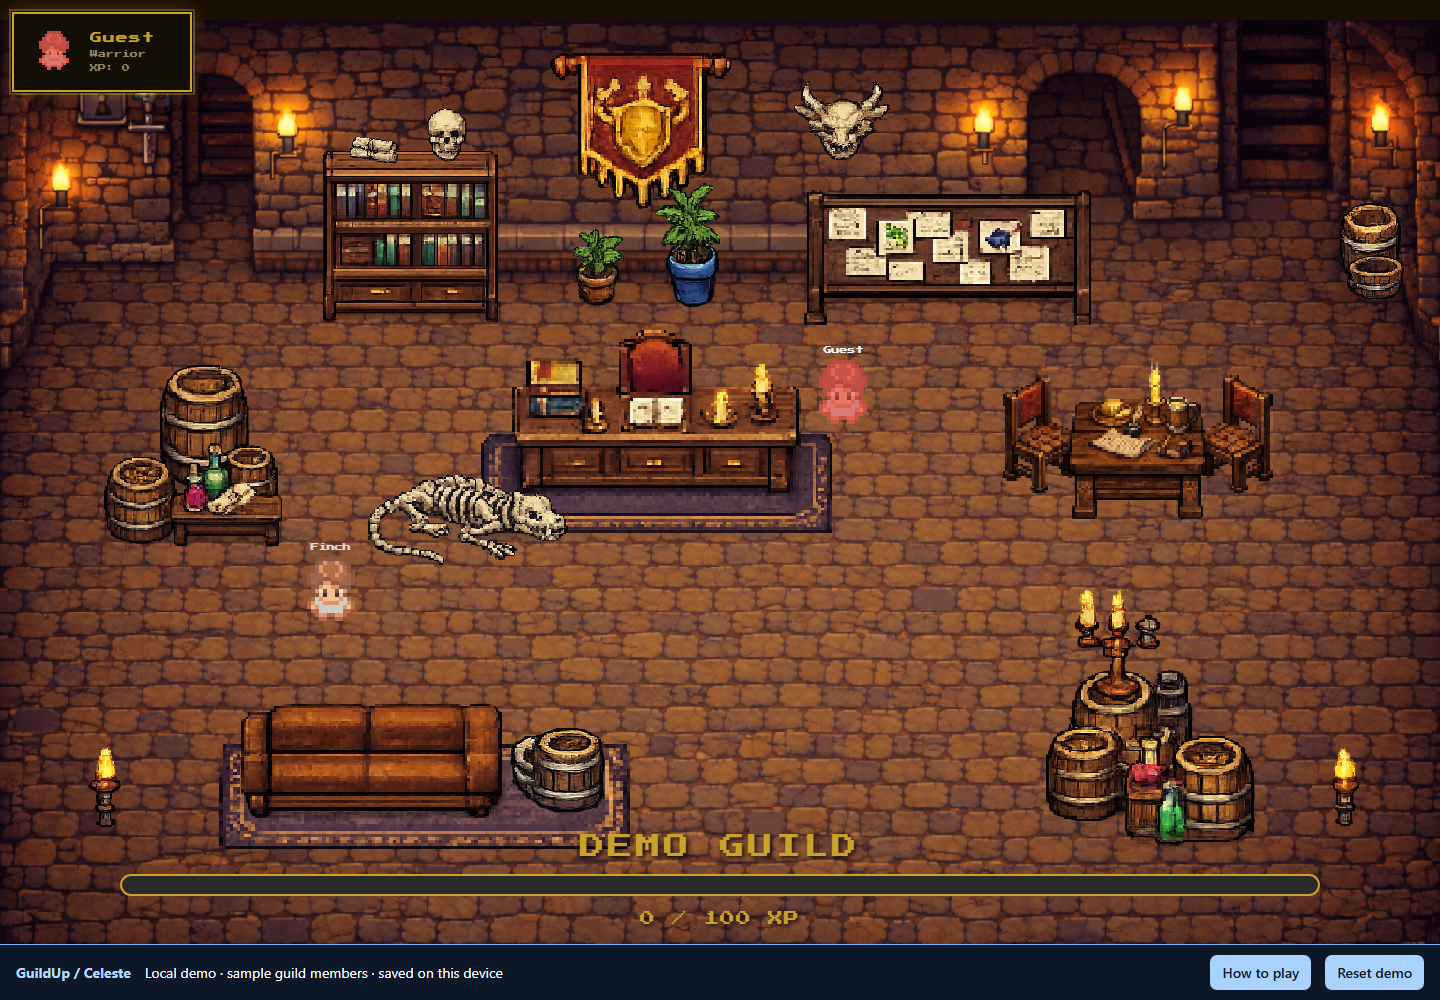 Guest
Warrior
XP: 0
Guest
Finch
DEMO GUILD
0 / 100 XP
GuildUp / Celeste Local demo · sample guild members · saved on this device How to play Reset demo